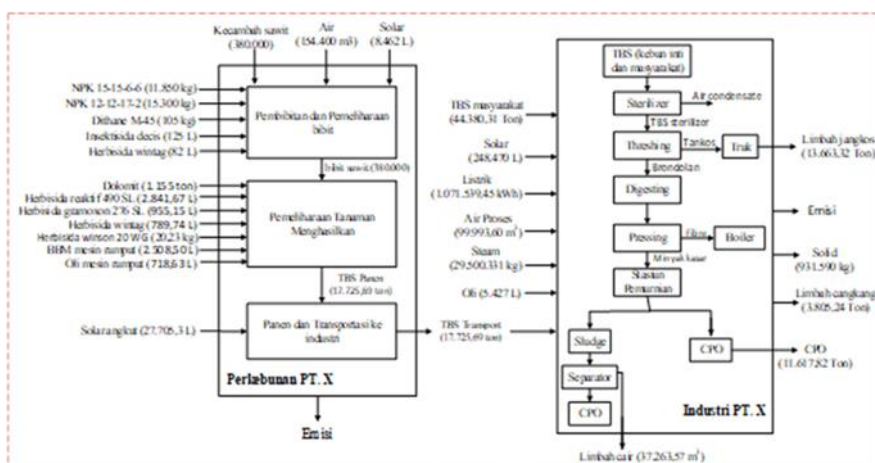 Kecambah sawit
(380.000)
Air
(154.400 m3)
Solar
(8.462 L)
NPK 15-15-6-6 (11.850 kg)
NPK 12-12-17-2 (15.300 kg)
Dithane M-45 (105 kg)
Insektisida decis (125 L)
Herbisida wintag (82 L)
Pembibitan dan Pemeliharaan
bibit
bibit sawit (380.000)
Dolomit (1.155 ton)
Herbisida reaktif 490 SL (2.841,67 L)
Herbisida gramoxon 276 SL (955,15 L)
Herbisida wintag (789,74 L)
Herbisida winson 20 WG (20,23 kg)
BBM mesin rumput (2.508,50 L)
Oli mesin rumput (718,63 L)
Pemeliharaan Tanaman
Menghasilkan
TBS Panen
(17.725,69 ton)
Solar angkut (27.705,3 L)
Panen dan Transportasi ke
industri
Perkebunan PT. X
Emisi
TBS Transport
(17.725,69 ton)
TBS masyarakat
(44.380,31 Ton)
Solar
(248.470 L)
Listrik
(1.071.539,45 kWh)
Air Proses
(99.993,60 m³)
Steam
(29.500.331 kg)
Oli (5.427 L)
TBS (kebun inti
dan masyarakat)
Sterilizer
Air condensate
TBS sterilizer
Threshing
Tankos
Truk
Brondolan
Digesting
Pressing
fibre
Boiler
Minyak kasar
Stasiun
Pemurnian
Sludge
CPO
Separator
CPO
Industri PT. X
Limbah jangkos
(13.663,32 Ton)
Emisi
Solid
(931.590 kg)
Limbah cangkang
(3.805,24 Ton)
CPO
(11.617,82 Ton)
Limbah cair (37.263,57 m³)